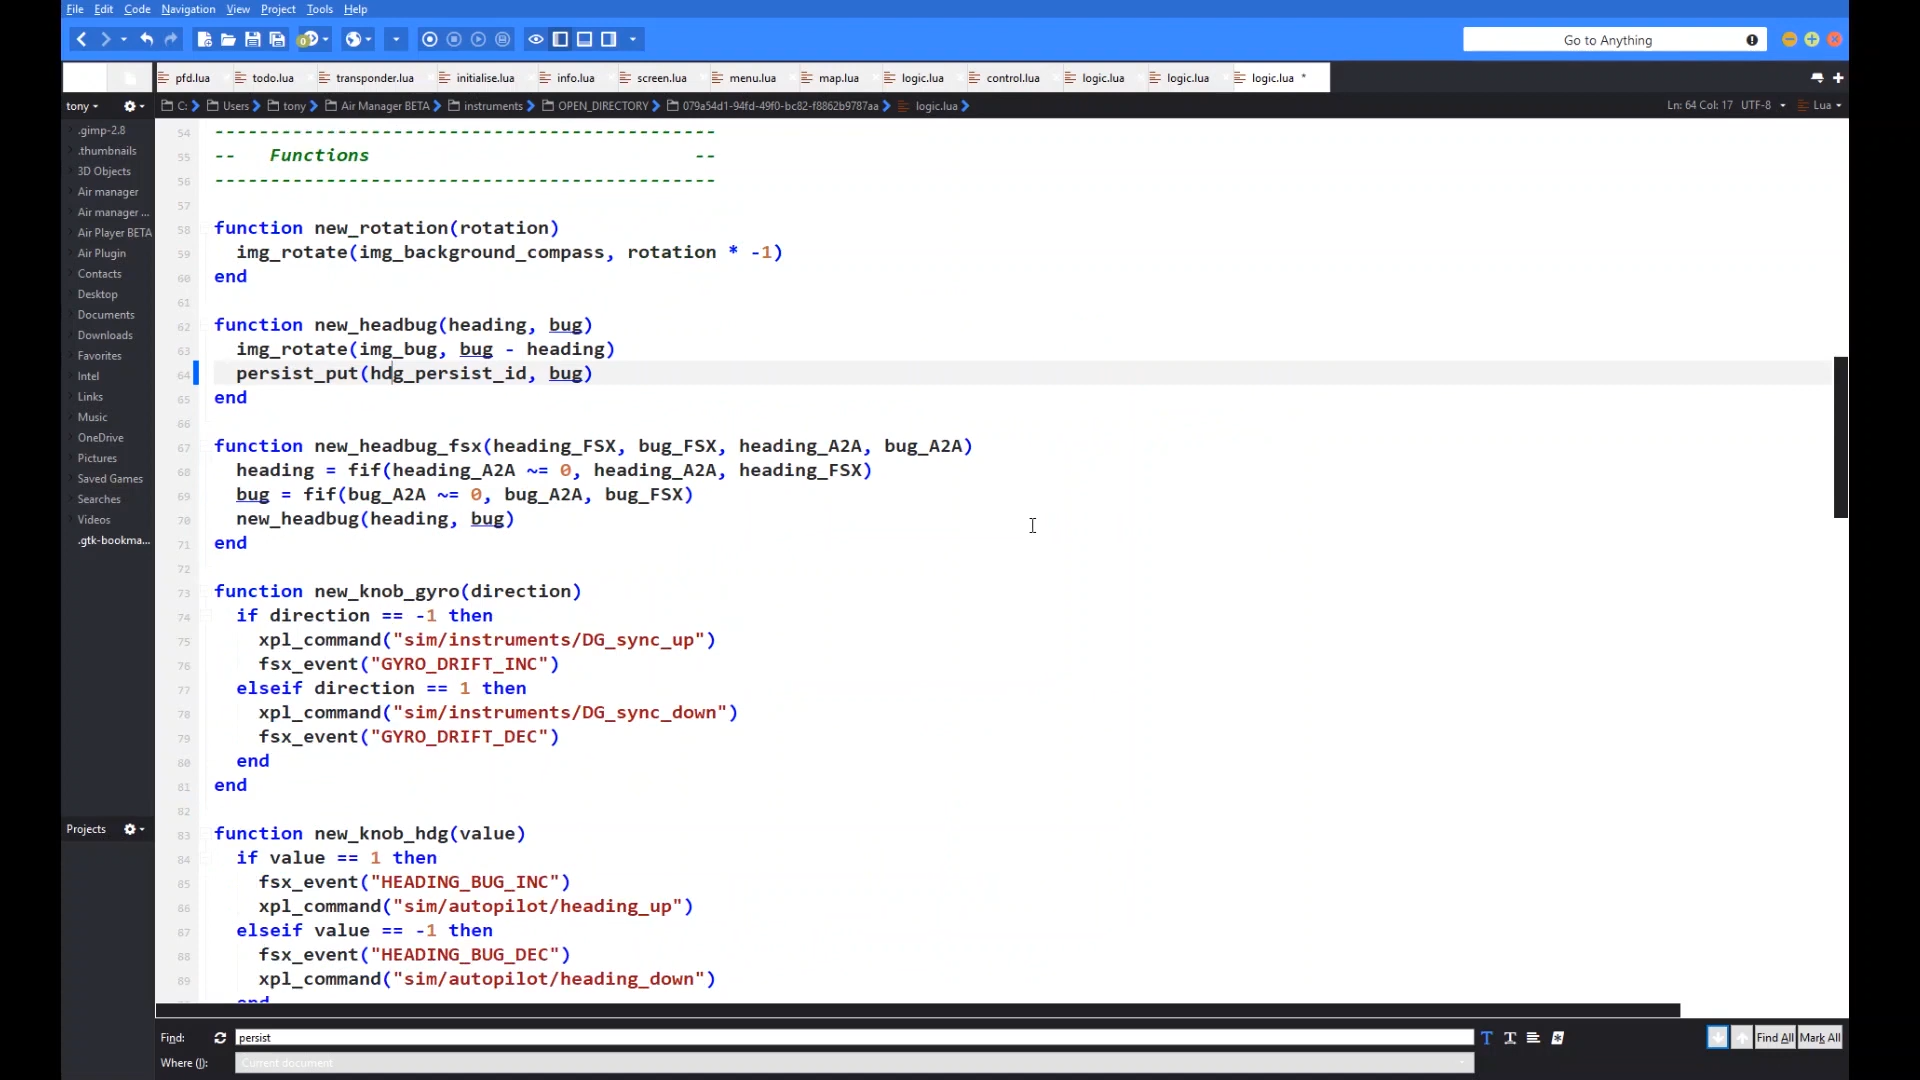 File Edit Code Navigation View Project Tools Help
Go to Anything
pfd.lua todo.lua transponder.lua initialise.lua info.lua screen.lua menu.lua map.lua logic.lua control.lua logic.lua logic.lua logic.lua *
tony C: Users tony Air Manager BETA instruments OPEN_DIRECTORY 079a54d1-94fd-49f0-bc82-f8862b9787aa logic.lua Ln: 64 Col: 17 UTF-8 Lua
.gimp-2.8
.thumbnails
3D Objects
Air manager
Air manager ...
Air Player BETA
Air Plugin
Contacts
Desktop
Documents
Downloads
Favorites
Intel
Links
Music
OneDrive
Pictures
Saved Games
Searches
Videos
.gtk-bookma...
Projects
54 ---------------------------------------------
55 --   Functions                             --
56 ---------------------------------------------
57
58 function new_rotation(rotation)
59   img_rotate(img_background_compass, rotation * -1)
60 end
61
62 function new_headbug(heading, bug)
63   img_rotate(img_bug, bug - heading)
64   persist_put(hdg_persist_id, bug)
65 end
66
67 function new_headbug_fsx(heading_FSX, bug_FSX, heading_A2A, bug_A2A)
68   heading = fif(heading_A2A ~= 0, heading_A2A, heading_FSX)
69   bug = fif(bug_A2A ~= 0, bug_A2A, bug_FSX)
70   new_headbug(heading, bug)
71 end
72
73 function new_knob_gyro(direction)
74   if direction == -1 then
75     xpl_command("sim/instruments/DG_sync_up")
76     fsx_event("GYRO_DRIFT_INC")
77   elseif direction == 1 then
78     xpl_command("sim/instruments/DG_sync_down")
79     fsx_event("GYRO_DRIFT_DEC")
80   end
81 end
82
83 function new_knob_hdg(value)
84   if value == 1 then
85     fsx_event("HEADING_BUG_INC")
86     xpl_command("sim/autopilot/heading_up")
87   elseif value == -1 then
88     fsx_event("HEADING_BUG_DEC")
89     xpl_command("sim/autopilot/heading_down")
end
Find: persist Find All Mark All
Where (|): Current document